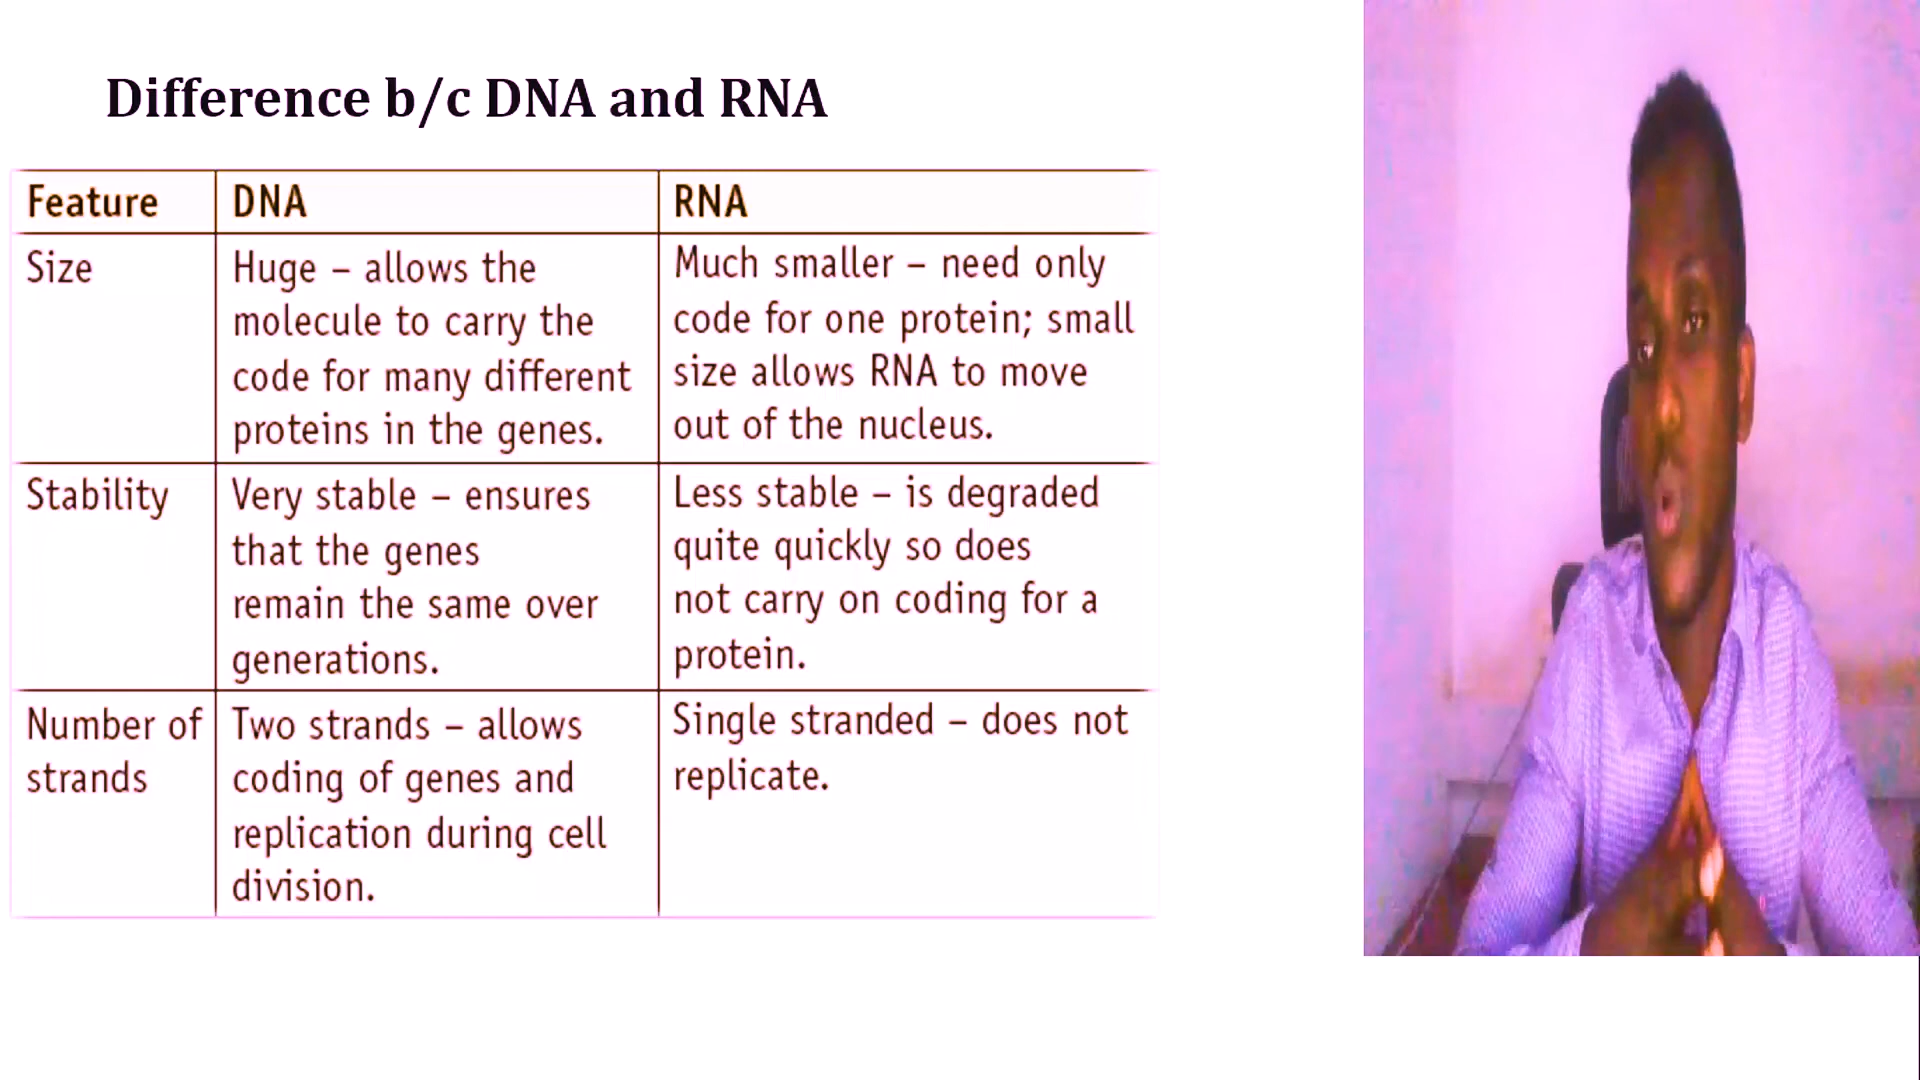 Difference b/c DNA and RNA
Feature DNA RNA
Size
Huge – allows the
molecule to carry the
code for many different
proteins in the genes.
Much smaller – need only
code for one protein; small
size allows RNA to move
out of the nucleus.
Stability
Very stable – ensures
that the genes
remain the same over
generations.
Less stable – is degraded
quite quickly so does
not carry on coding for a
protein.
Number of
strands
Two strands – allows
coding of genes and
replication during cell
division.
Single stranded – does not
replicate.